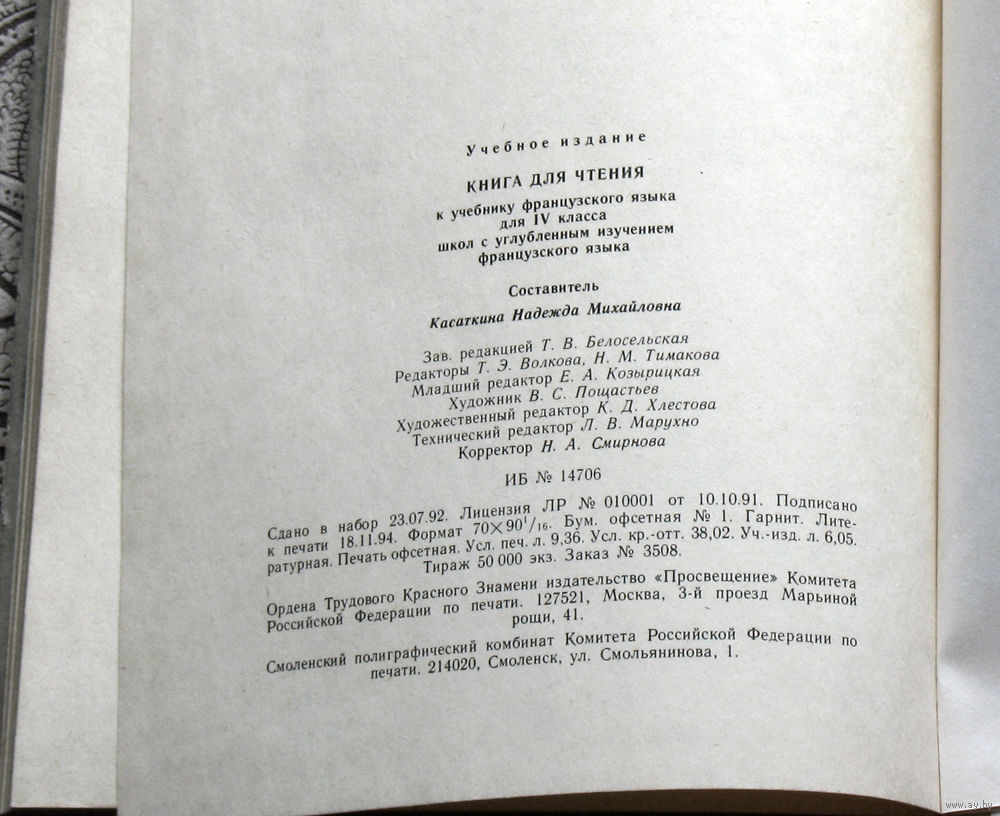 Учебное издание
КНИГА ДЛЯ ЧТЕНИЯ
к учебнику французского языка
для IV класса
школ с углубленным изучением
французского языка
Составитель
Касаткина Надежда Михайловна
Зав. редакцией Т. В. Белосельская
Редакторы Т. Э. Волкова, Н. М. Тимакова
Младший редактор Е. А. Козырицкая
Художник В. С. Пощастьев
Художественный редактор К. Д. Хлестова
Технический редактор Л. В. Марухно
Корректор Н. А. Смирнова
ИБ № 14706
Сдано в набор 23.07.92. Лицензия ЛР № 010001 от 10.10.91. Подписано
к печати 18.11.94. Формат 70×90 1/16. Бум. офсетная № 1. Гарнит. Лите-
ратурная. Печать офсетная. Усл. печ. л. 9,36. Усл. кр.-отт. 38,02. Уч.-изд. л. 6,05.
Тираж 50 000 экз. Заказ № 3508.
Ордена Трудового Красного Знамени издательство «Просвещение» Комитета
Российской Федерации по печати. 127521, Москва, 3-й проезд Марьиной
рощи, 41.
Смоленский полиграфический комбинат Комитета Российской Федерации по
печати. 214020, Смоленск, ул. Смольянинова, 1.
www.av.by